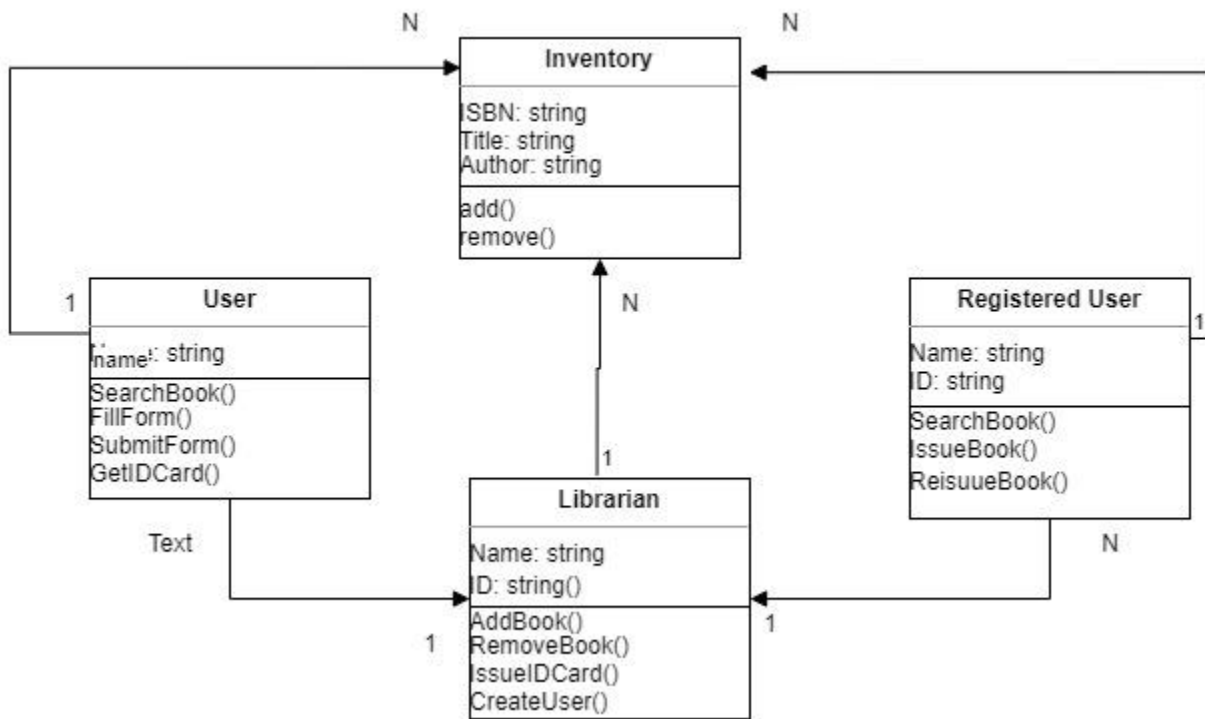 N
N
Inventory
ISBN: string
Title: string
Author: string
add()
remove()
1
User
name : string
SearchBook()
FillForm()
SubmitForm()
GetIDCard()
N
Registered User
1
Name: string
ID: string
SearchBook()
IssueBook()
ReisuueBook()
1
Librarian
Name: string
ID: string()
AddBook()
RemoveBook()
IssueIDCard()
CreateUser()
Text
N
1
1